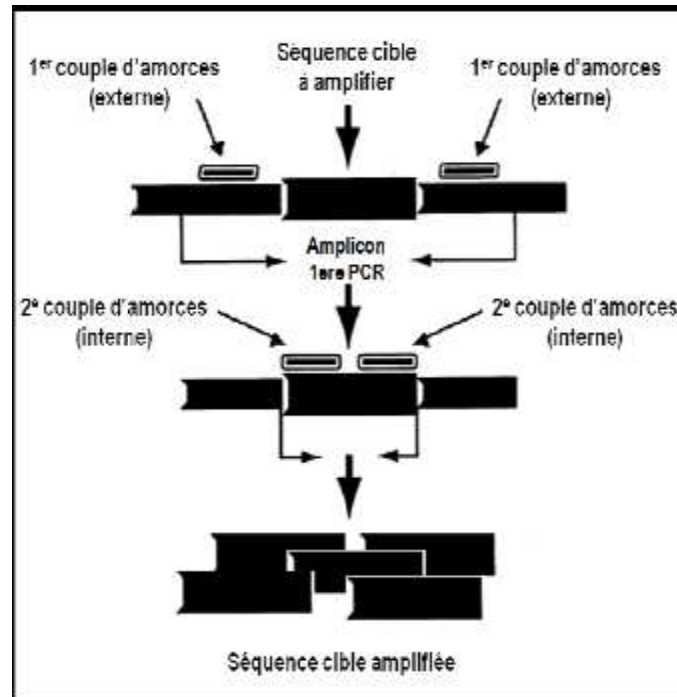 Séquence cible
à amplifier
1er couple d'amorces
(externe)
1er couple d'amorces
(externe)
Amplicon
1ere PCR
2e couple d'amorces
(interne)
2e couple d'amorces
(interne)
Séquence cible amplifiée